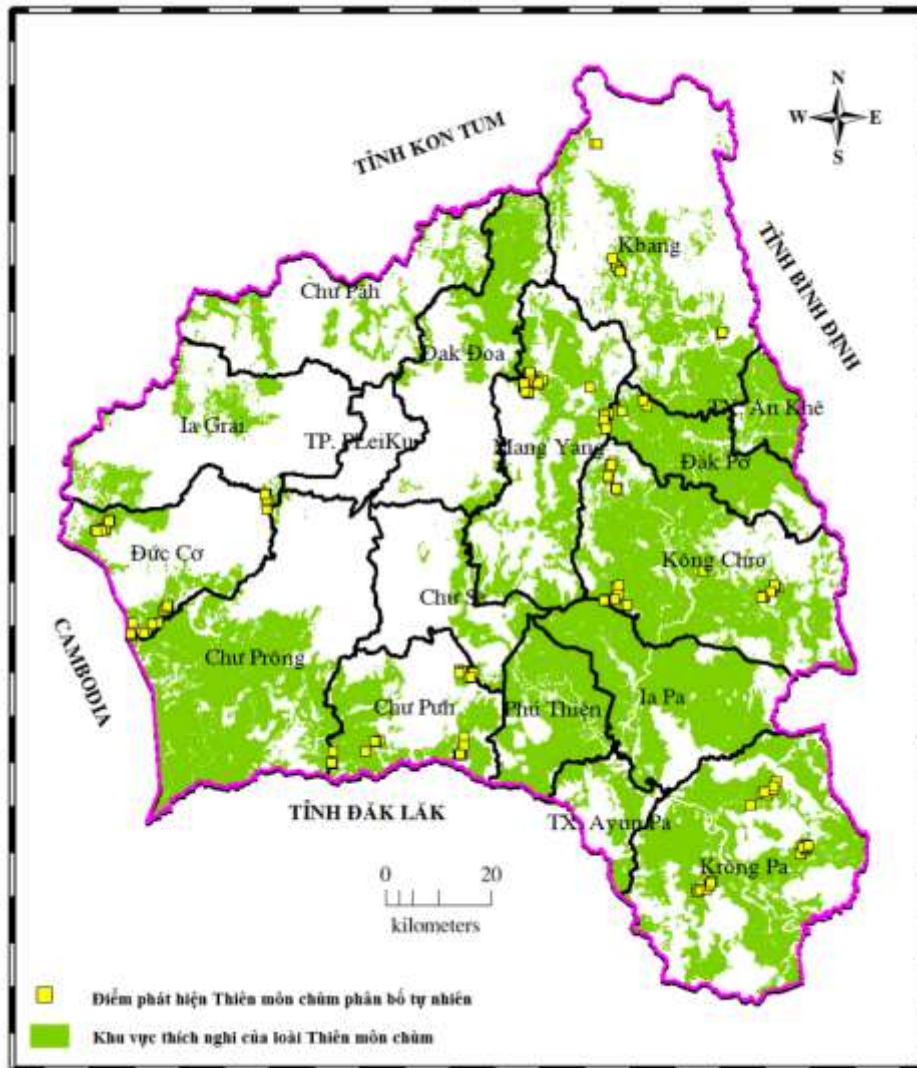 N
W E
S
TỈNH KON TUM
Kbang
TỈNH BÌNH ĐỊNH
Chư Păh
Đak Đoa
TX. An Khê
Ia Grai
TP. PLeiKu
Mang Yang
Đăk Pơ
Đức Cơ
Kông Chro
Chư Sê
CAMBODIA
Chư Prông
Chư Pưh
Phú Thiện
Ia Pa
TỈNH ĐĂK LĂK
TX. Ayun Pa
Krông Pa
0 20
kilometers
Điểm phát hiện Thiên môn chùm phân bố tự nhiên
Khu vực thích nghi của loài Thiên môn chùm